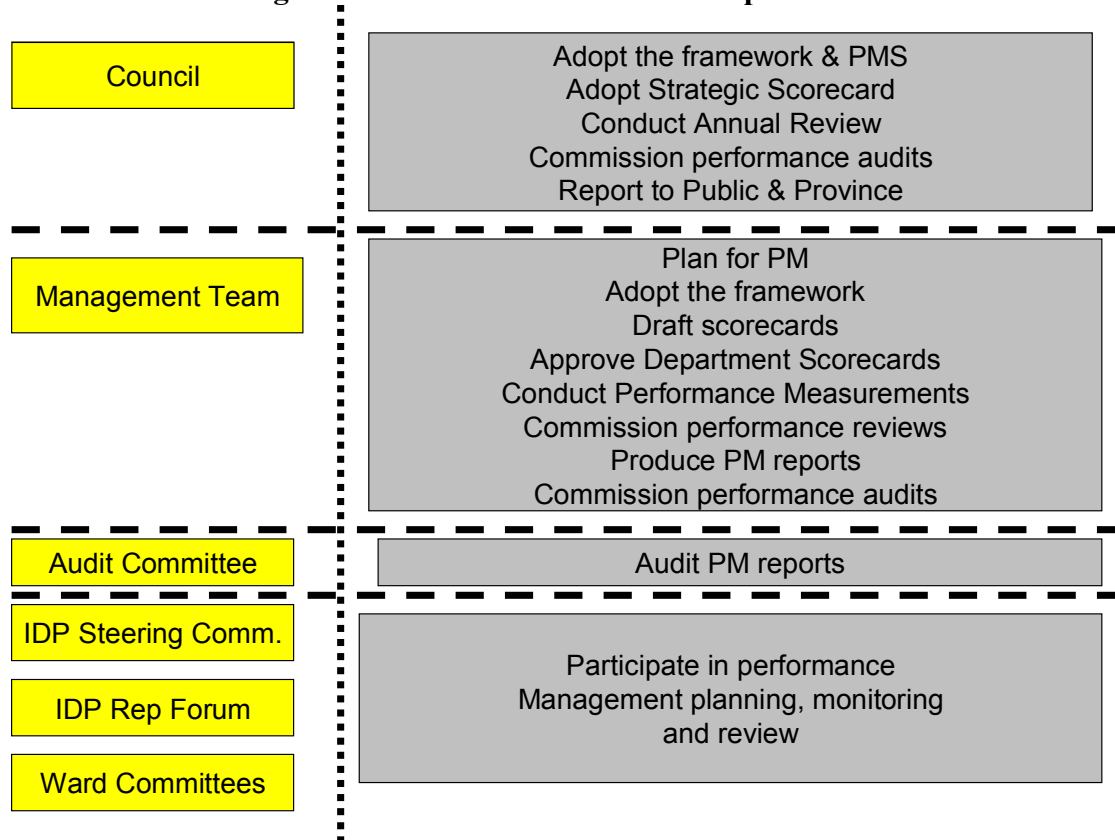 Council
Adopt the framework & PMS
Adopt Strategic Scorecard
Conduct Annual Review
Commission performance audits
Report to Public & Province
Management Team
Plan for PM
Adopt the framework
Draft scorecards
Approve Department Scorecards
Conduct Performance Measurements
Commission performance reviews
Produce PM reports
Commission performance audits
Audit Committee
Audit PM reports
IDP Steering Comm.
IDP Rep Forum
Ward Committees
Participate in performance
Management planning, monitoring
and review